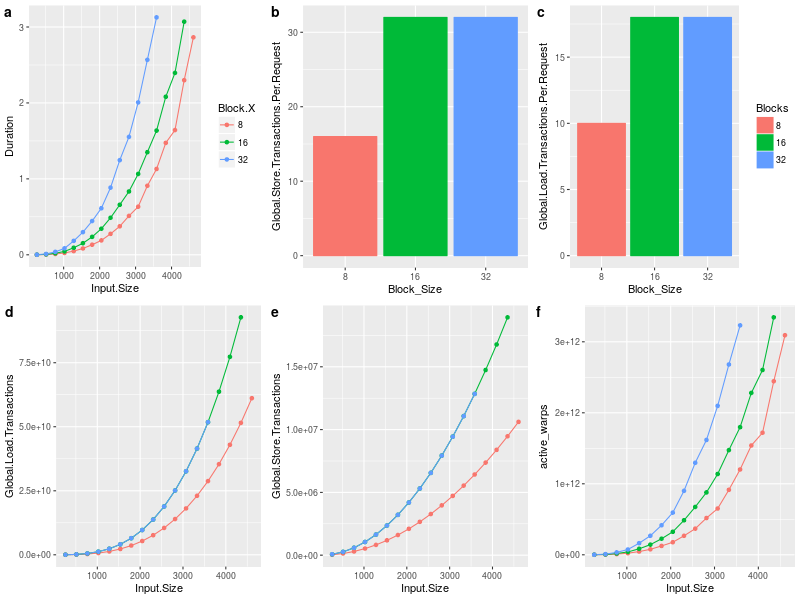 a
Duration
3
2
1
0
1000 2000 3000 4000
Input.Size
Block.X
8
16
32
b
Global.Store.Transactions.Per.Request
30
20
10
0
8 16 32
Block_Size
c
Global.Load.Transactions.Per.Request
15
10
5
0
8 16 32
Block_Size
Blocks
8
16
32
d
Global.Load.Transactions
7.5e+10
5.0e+10
2.5e+10
0.0e+00
1000 2000 3000 4000
Input.Size
e
Global.Store.Transactions
1.5e+07
1.0e+07
5.0e+06
0.0e+00
1000 2000 3000 4000
Input.Size
f
active_warps
3e+12
2e+12
1e+12
0e+00
1000 2000 3000 4000
Input.Size